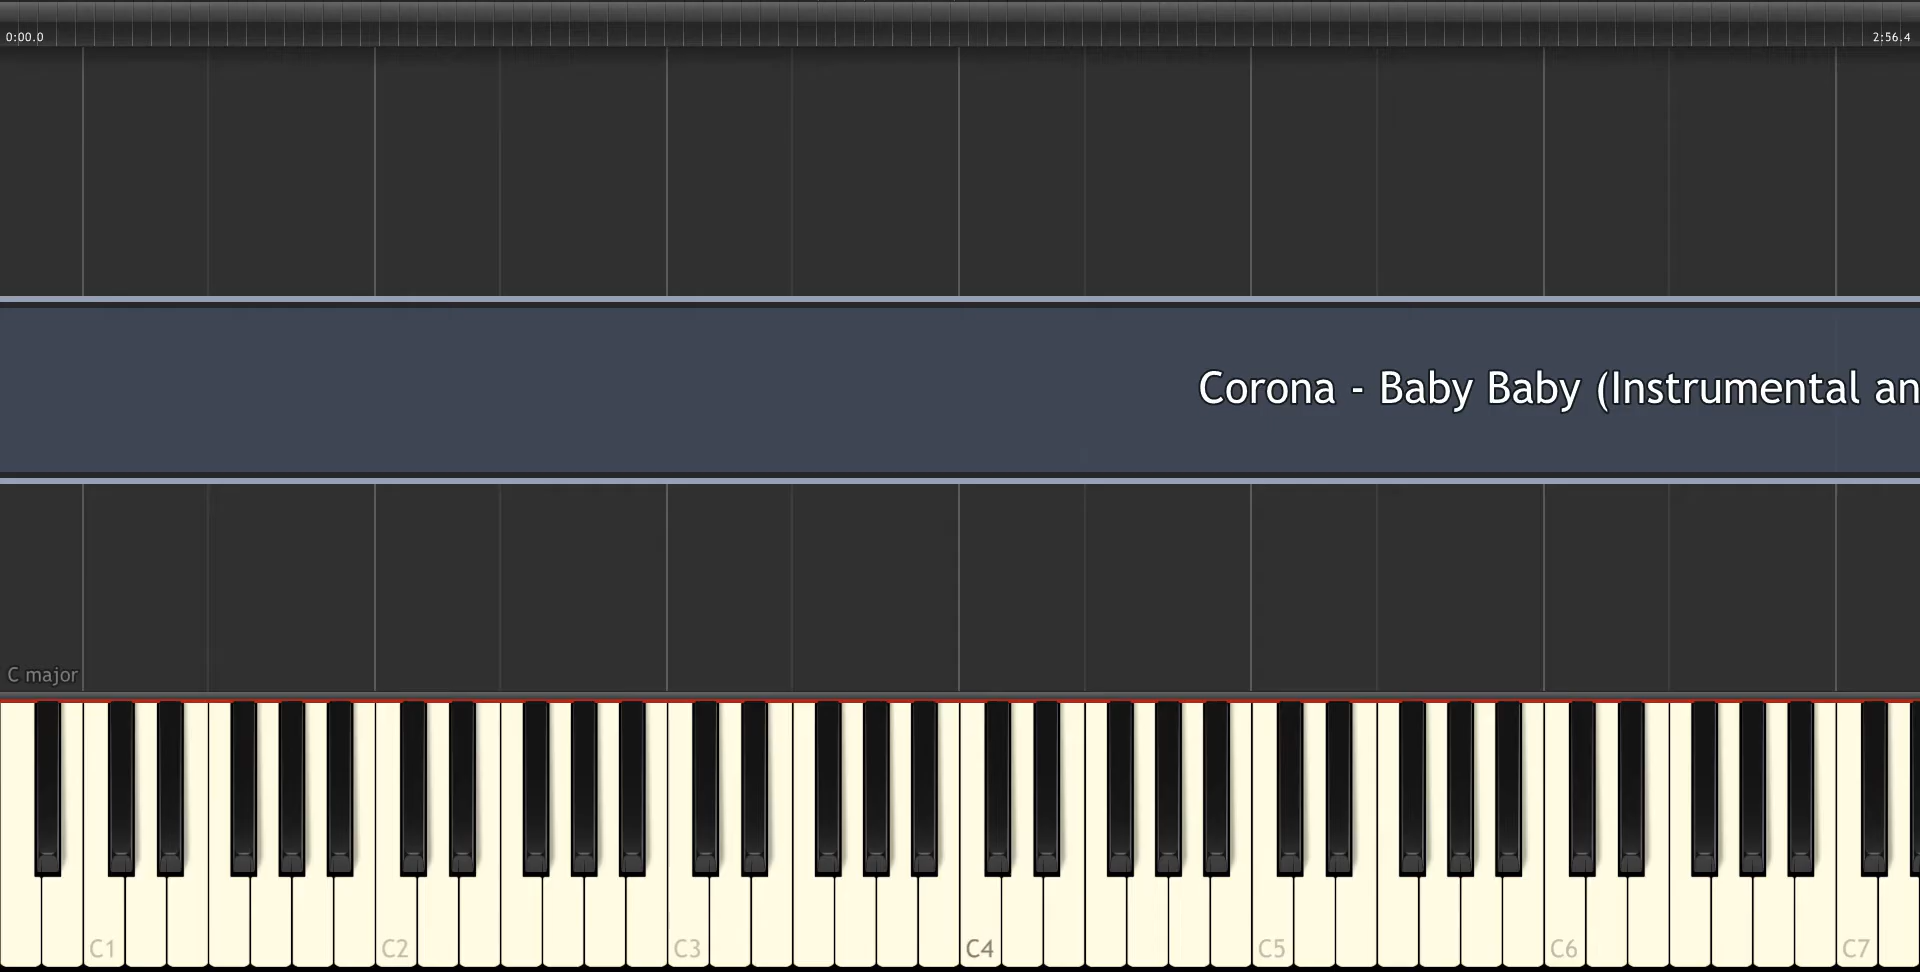 0:00.0
2:56.4
Corona - Baby Baby (Instrumental an
C major
C1
C2
C3
C4
C5
C6
C7